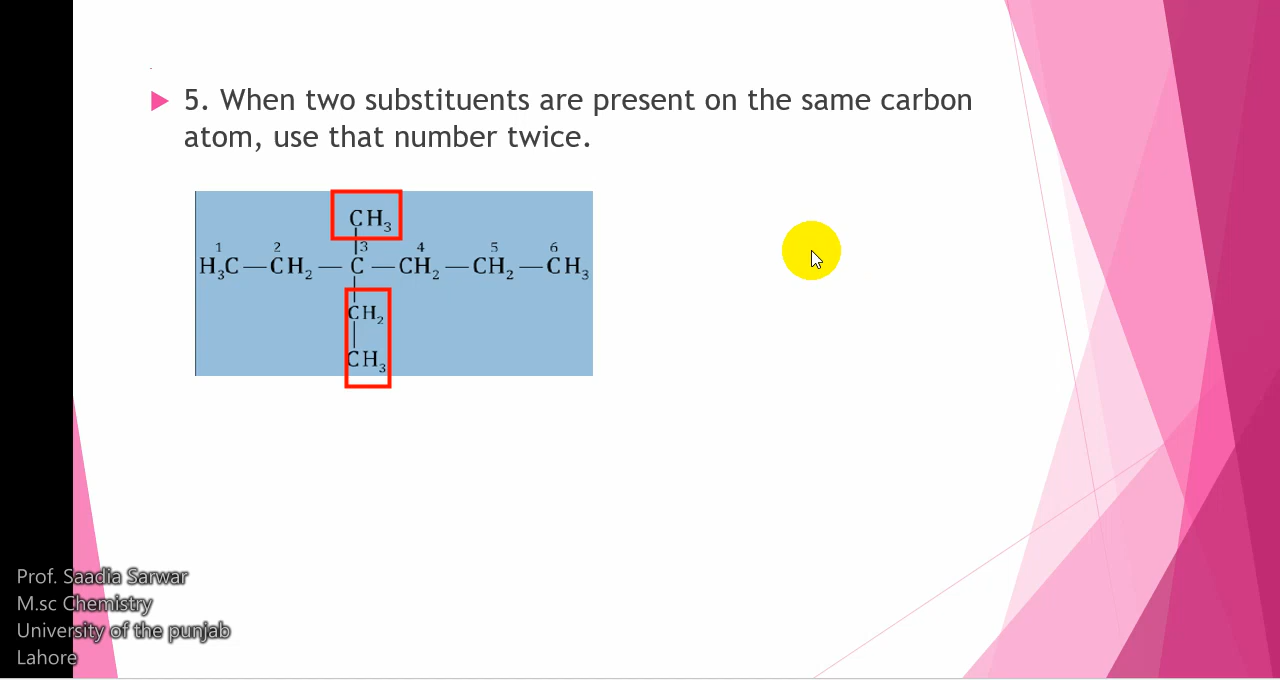 5. When two substituents are present on the same carbon
atom, use that number twice.
CH₃
1 2 3 4 5 6
H₃C — CH₂ — C — CH₂ — CH₂ — CH₃
CH₂
CH₃
Prof. Saadia Sarwar
M.sc Chemistry
University of the punjab
Lahore